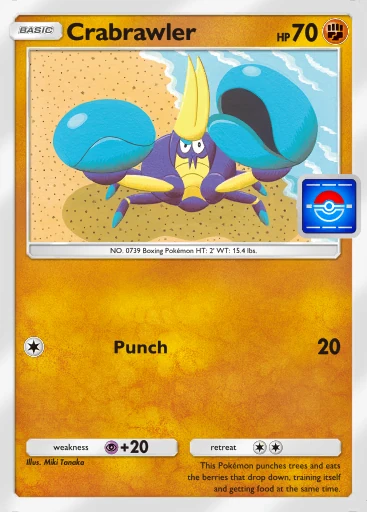 BASIC
Crabrawler
HP 70
NO. 0739 Boxing Pokémon HT: 2' WT: 15.4 lbs.
Punch 20
weakness +20
retreat
Illus. Miki Tanaka
This Pokémon punches trees and eats
the berries that drop down, training itself
and getting food at the same time.